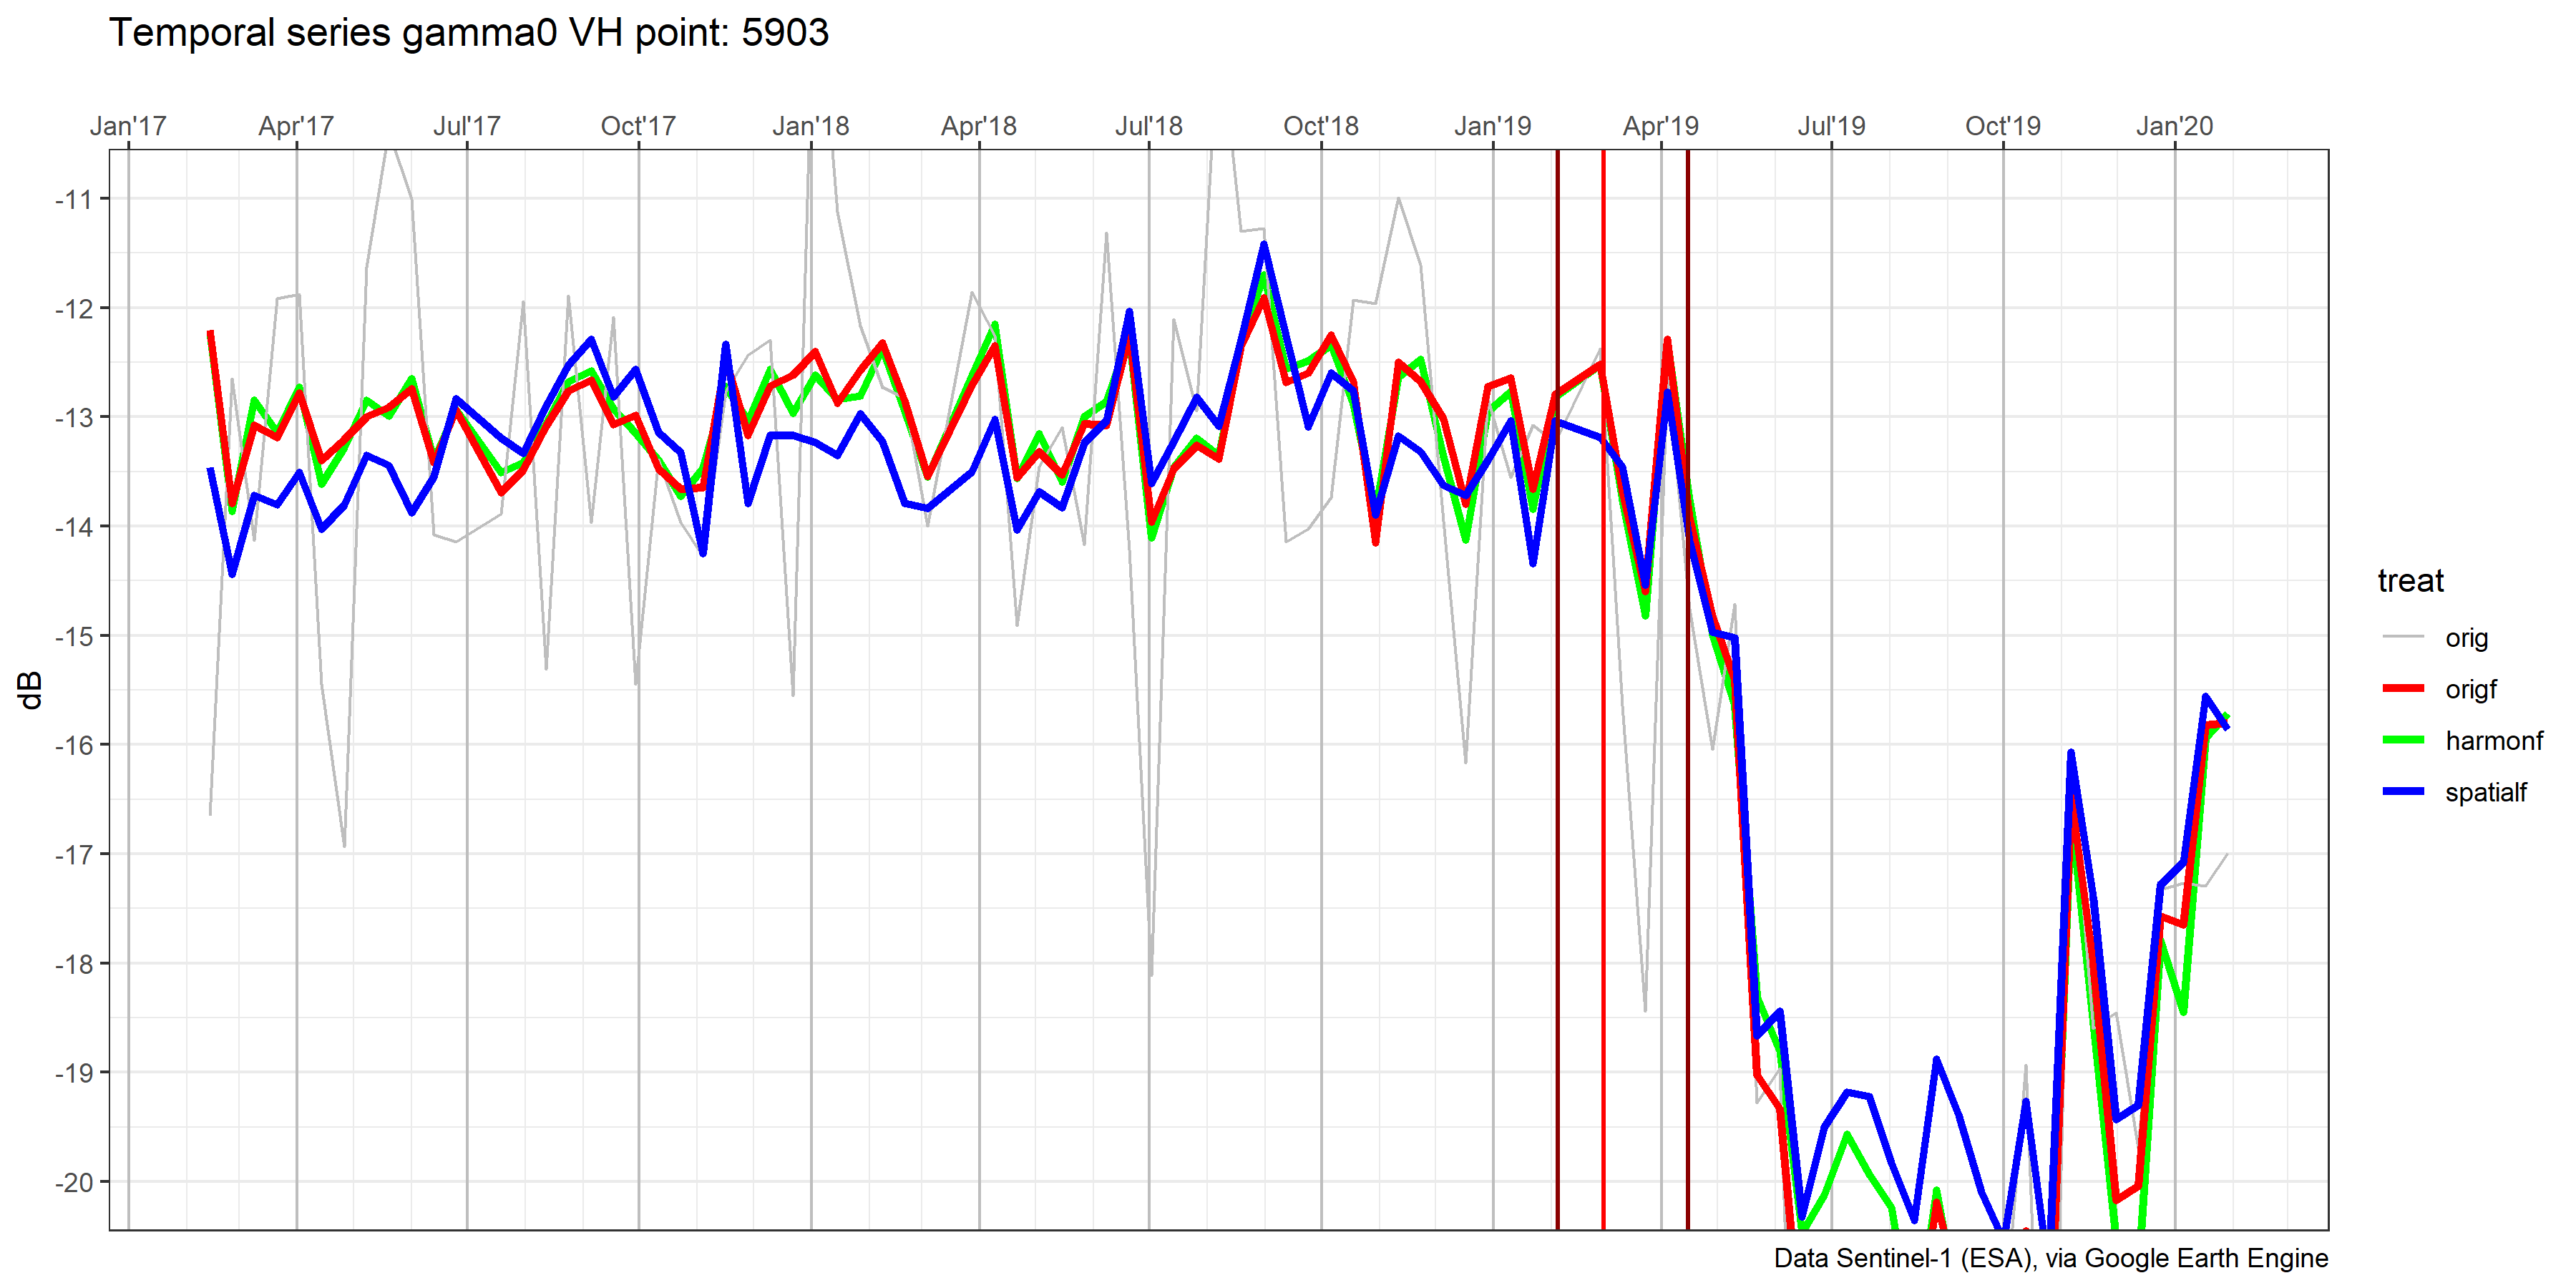 Temporal series gamma0 VH point: 5903
Jan'17 Apr'17 Jul'17 Oct'17 Jan'18 Apr'18 Jul'18 Oct'18 Jan'19 Apr'19 Jul'19 Oct'19 Jan'20
-11
-12
-13
-14
-15
-16
-17
-18
-19
-20
dB
treat
orig
origf
harmonf
spatialf
Data Sentinel-1 (ESA), via Google Earth Engine